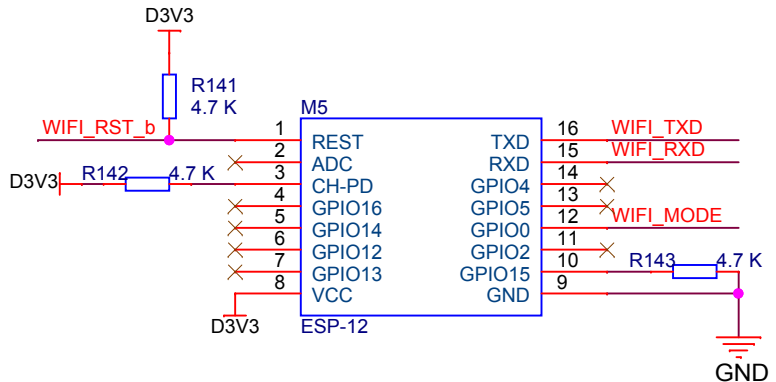 D3V3
R141
4.7 K
M5
WIFI_RST_b
1 REST TXD 16 WIFI_TXD
2 ADC RXD 15 WIFI_RXD
D3V3 R142 4.7 K 3 CH-PD GPIO4 14
4 GPIO16 GPIO5 13
5 GPIO14 GPIO0 12 WIFI_MODE
6 GPIO12 GPIO2 11
7 GPIO13 GPIO15 10 R143 4.7 K
8 VCC GND 9
D3V3 ESP-12
GND